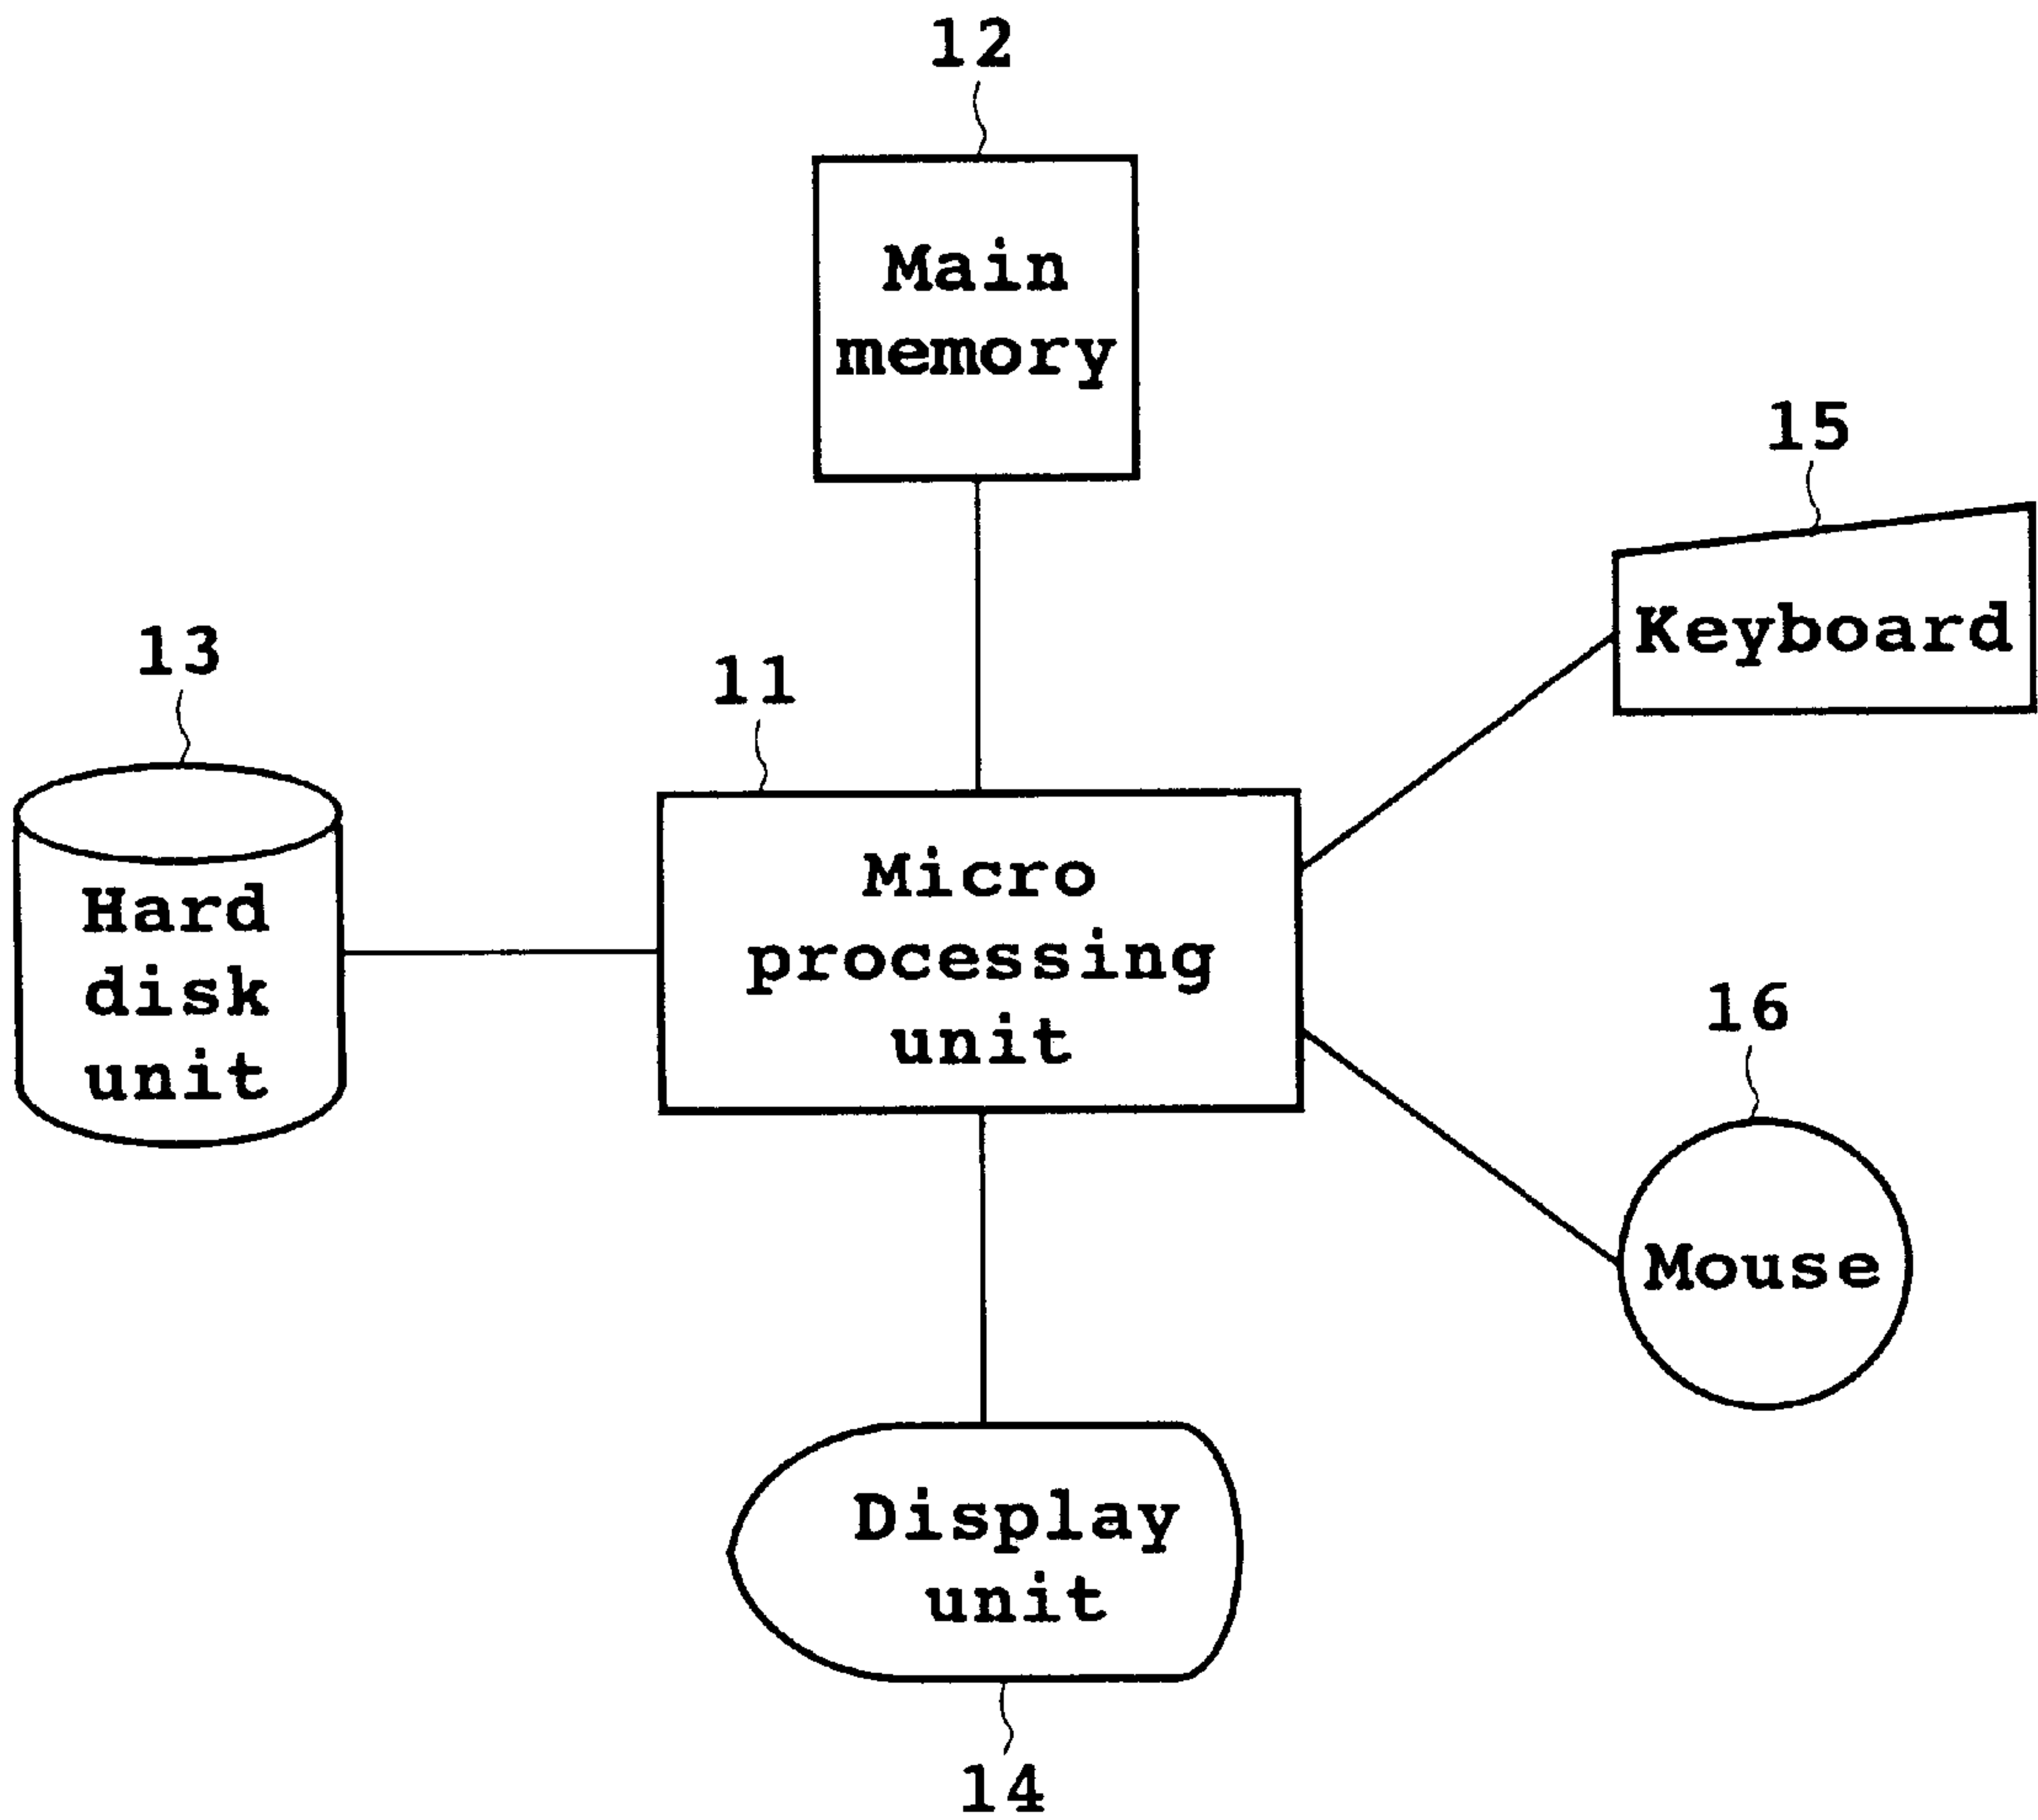 12
Main
memory
15
Keyboard
13
Hard
disk
unit
11
Micro
processing
unit
16
Mouse
Display
unit
14